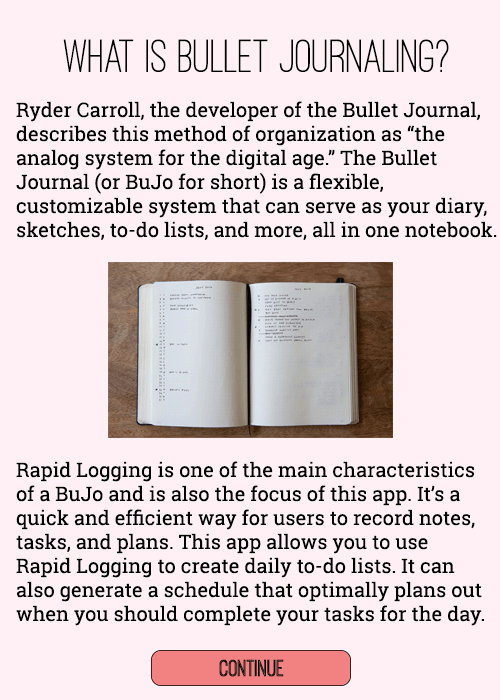 WHAT IS BULLET JOURNALING?
Ryder Carroll, the developer of the Bullet Journal,
describes this method of organization as “the
analog system for the digital age.” The Bullet
Journal (or BuJo for short) is a flexible,
customizable system that can serve as your diary,
sketches, to-do lists, and more, all in one notebook.
Rapid Logging is one of the main characteristics
of a BuJo and is also the focus of this app. It’s a
quick and efficient way for users to record notes,
tasks, and plans. This app allows you to use
Rapid Logging to create daily to-do lists. It can
also generate a schedule that optimally plans out
when you should complete your tasks for the day.
CONTINUE